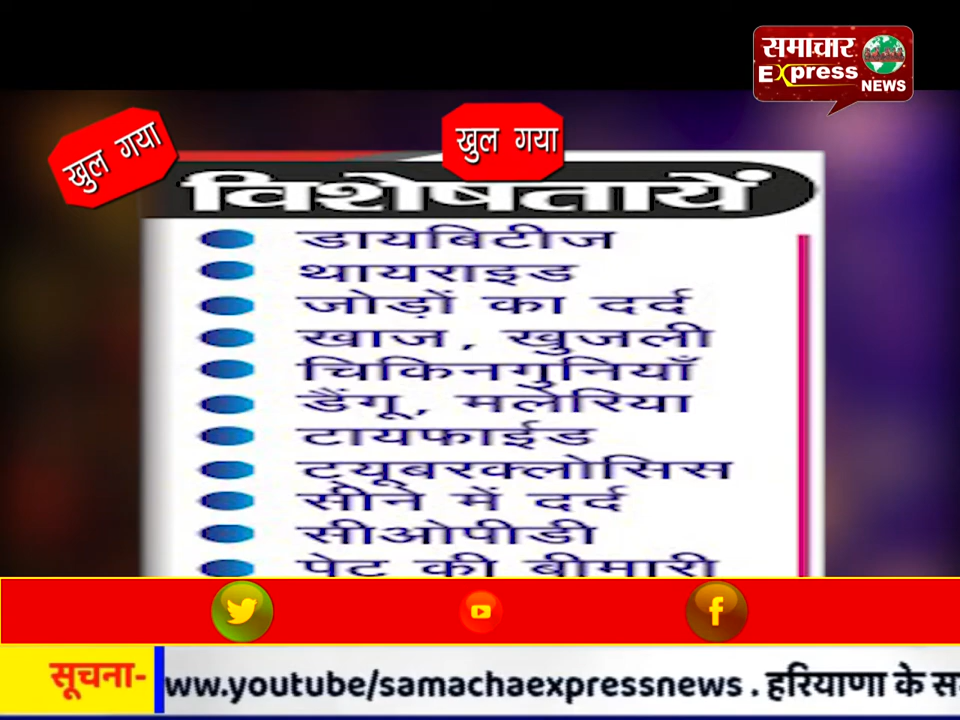 समाचार
Express
NEWS
खुल गया
खुल गया
विशेषतायें
डायबिटीज
थायराइड
जोड़ों का दर्द
खाज, खुजली
चिकिनगुनियाँ
डैंगू, मलेरिया
टायफाईड
ट्यूबरक्लोसिस
सीने में दर्द
सीओपीडी
पेट की बीमारी
सूचना-
ww.youtube/samachaexpressnews . हरियाणा के